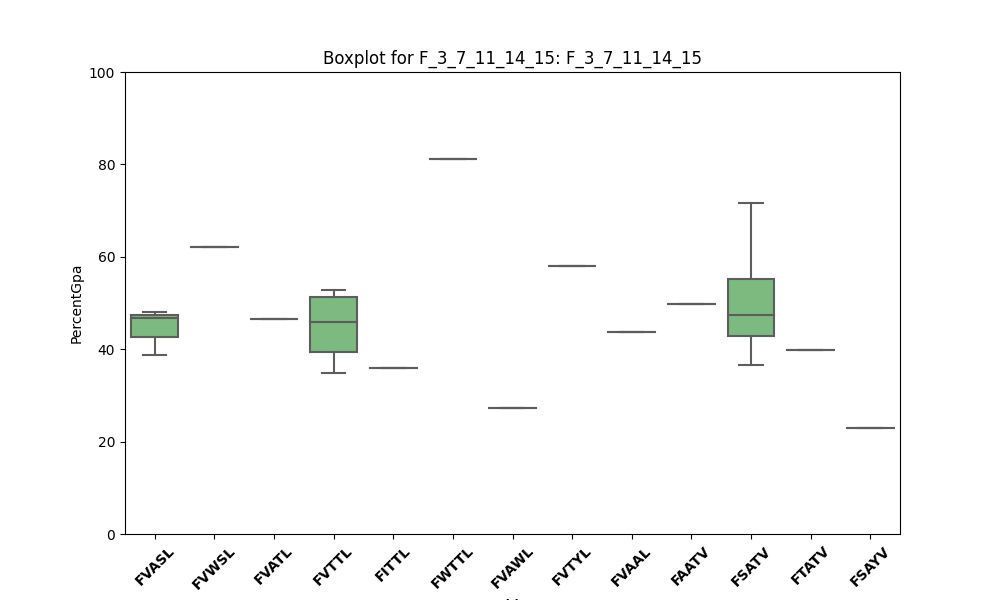 Boxplot for F_3_7_11_14_15: F_3_7_11_14_15
PercentGpa
100
80
60
40
20
0
FVASL
FVWSL
FVATL
FVTTL
FITTL
FWTTL
FVAWL
FVTYL
FVAAL
FAATV
FSATV
FTATV
FSAYV